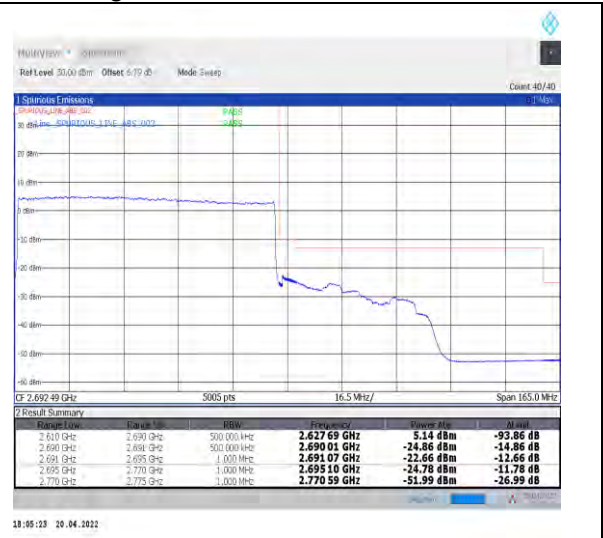 MultiView
Ref Level 30.00 dBm Offset 6.79 dB Mode Sweep
Count 40/40
1 Spurious Emissions
SPURIOUS_LINE_ABS_002 PASS
Line _SPURIOUS_LINE_ABS_002 PASS
30 dBm
20 dBm
10 dBm
0 dBm
-10 dBm
-20 dBm
-30 dBm
-40 dBm
-50 dBm
-60 dBm
CF 2.692 49 GHz 5005 pts 16.5 MHz/ Span 165.0 MHz
2 Result Summary
Range Low Range Up RBW Frequency Power Abs ΔLimit
2.610 GHz 2.690 GHz 500.000 kHz 2.627 69 GHz 5.14 dBm -93.86 dB
2.690 GHz 2.691 GHz 500.000 kHz 2.690 01 GHz -24.86 dBm -14.86 dB
2.691 GHz 2.695 GHz 1.000 MHz 2.691 07 GHz -22.66 dBm -12.66 dB
2.695 GHz 2.770 GHz 1.000 MHz 2.695 10 GHz -24.78 dBm -11.78 dB
2.770 GHz 2.775 GHz 1.000 MHz 2.770 59 GHz -51.99 dBm -26.99 dB
18:05:23 20.04.2022